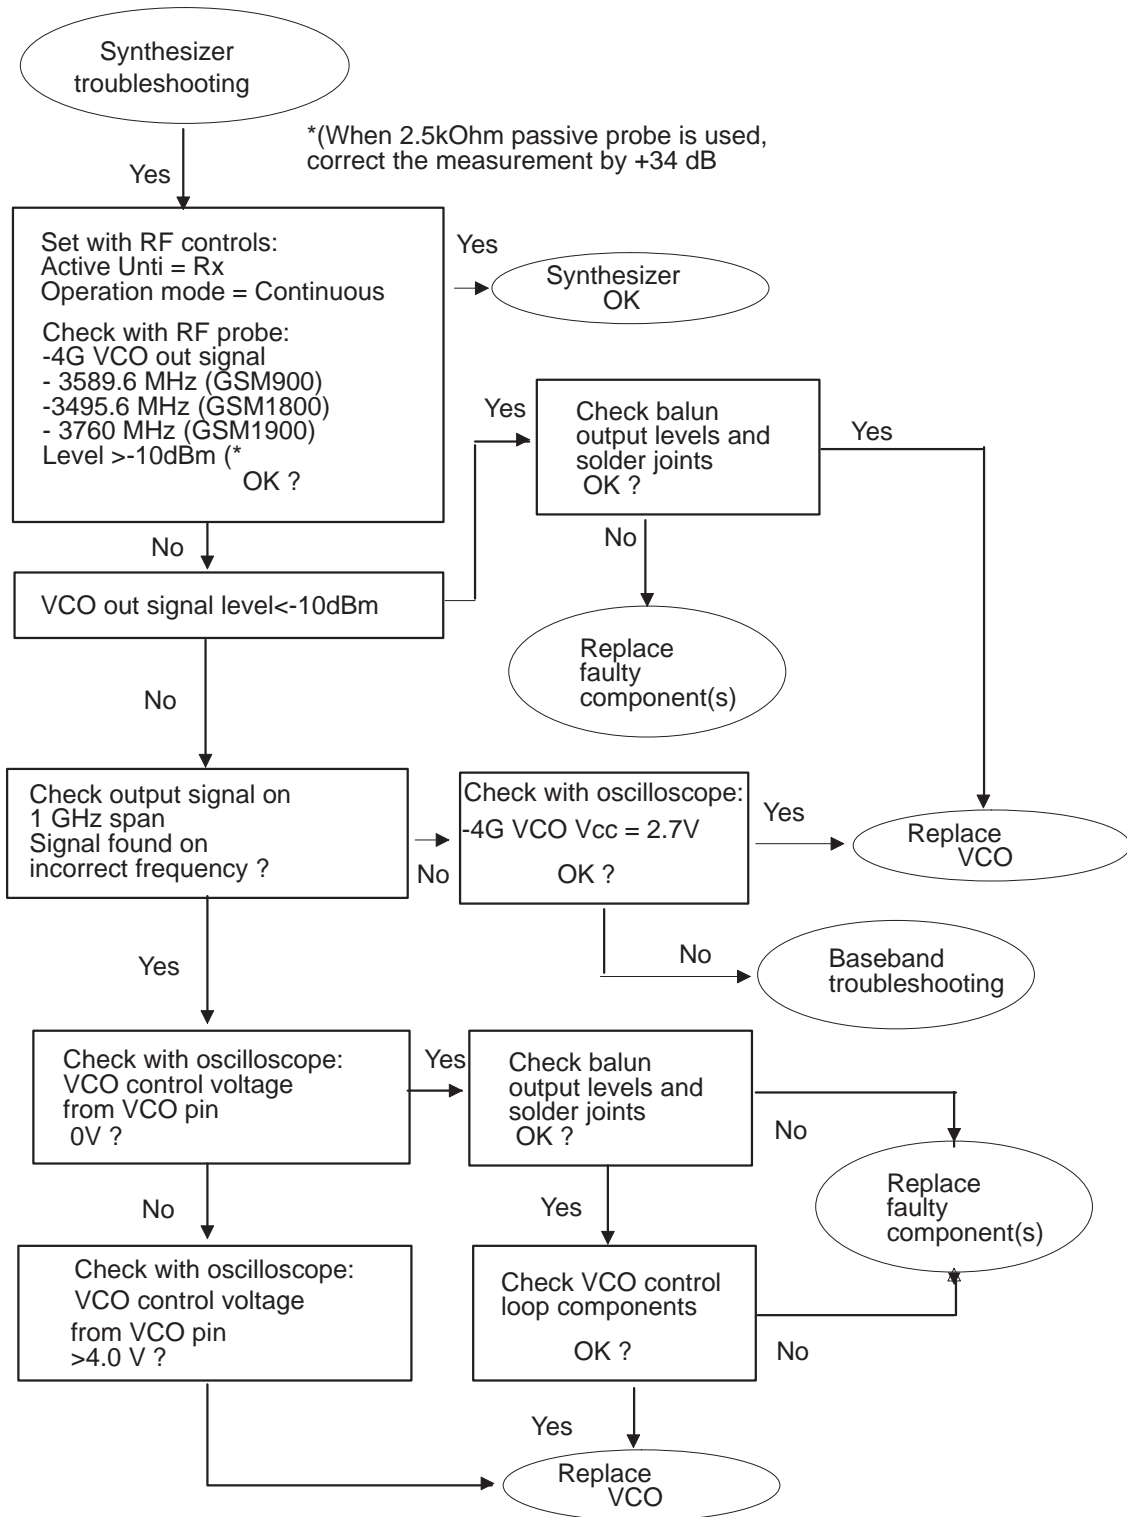 Synthesizer
troubleshooting
*(When 2.5kOhm passive probe is used,
correct the measurement by +34 dB
Yes
Set with RF controls:
Active Unti = Rx
Operation mode = Continuous
Check with RF probe:
-4G VCO out signal
- 3589.6 MHz (GSM900)
-3495.6 MHz (GSM1800)
- 3760 MHz (GSM1900)
Level >-10dBm (*
OK ?
Yes
Synthesizer
OK
No
VCO out signal level<-10dBm
Yes
Check balun
output levels and
solder joints
OK ?
Yes
No
Replace
faulty
component(s)
No
Check output signal on
1 GHz span
Signal found on
incorrect frequency ?
No
Check with oscilloscope:
-4G VCO Vcc = 2.7V
OK ?
Yes
Replace
VCO
No
Baseband
troubleshooting
Yes
Check with oscilloscope:
VCO control voltage
from VCO pin
0V ?
Yes
Check balun
output levels and
solder joints
OK ?
No
Replace
faulty
component(s)
No
Yes
Check with oscilloscope:
VCO control voltage
from VCO pin
>4.0 V ?
Check VCO control
loop components
OK ?
No
Yes
Replace
VCO